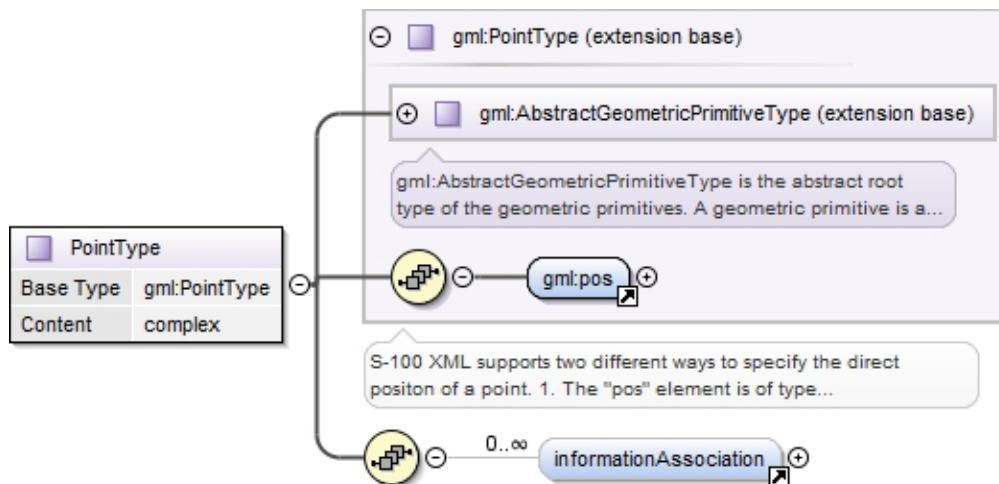 gml:PointType (extension base)
gml:AbstractGeometricPrimitiveType (extension base)
gml:AbstractGeometricPrimitiveType is the abstract root
type of the geometric primitives. A geometric primitive is a...
PointType
Base Type gml:PointType
Content complex
gml:pos
S-100 XML supports two different ways to specify the direct
positon of a point. 1. The "pos" element is of type...
0..∞
informationAssociation